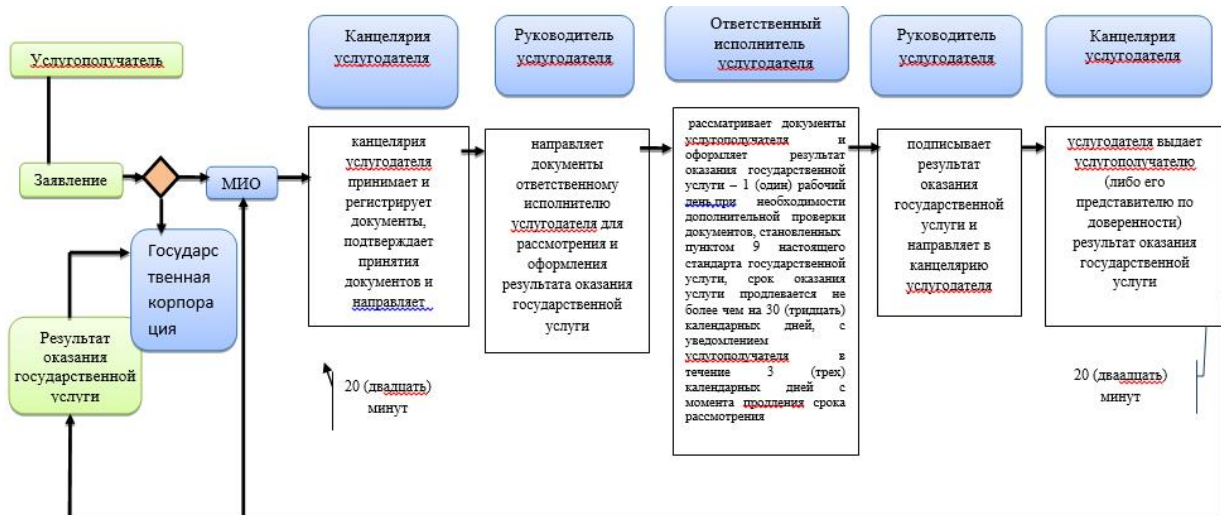 Услугополучатель
Заявление
МИО
Государс
твенная
корпора
ция
Результат
оказания
государственной
услуги
Канцелярия
услугодателя
канцелярия
услугодателя
принимает и
регистрирует
документы,
подтверждает
принятия
документов и
направляет
20 (двадцать)
минут
Руководитель
услугодателя
направляет
документы
ответственному
исполнителю
услугодателя для
рассмотрения и
оформления
результата оказания
государственной
услуги
Ответственный
исполнитель
услугодателя
рассматривает документы
услугополучателя и
оформляет результат
оказания государственной
услуги – 1 (один) рабочий
день,при необходимости
дополнительной проверки
документов, становленных
пунктом 9 настоящего
стандарта государственной
услуги, срок оказания
услуги продлевается не
более чем на 30 (тридцать)
календарных дней, с
уведомлением
услугополучателя в
течение 3 (трех)
календарных дней с
момента продления срока
рассмотрения
Руководитель
услугодателя
подписывает
результат
оказания
государственной
услуги и
направляет в
канцелярию
услугодателя
Канцелярия
услугодателя
услугодателя выдает
услугополучателю
(либо его
представителю по
доверенности)
результат оказания
государственной
услуги
20 (дваадцать)
минут